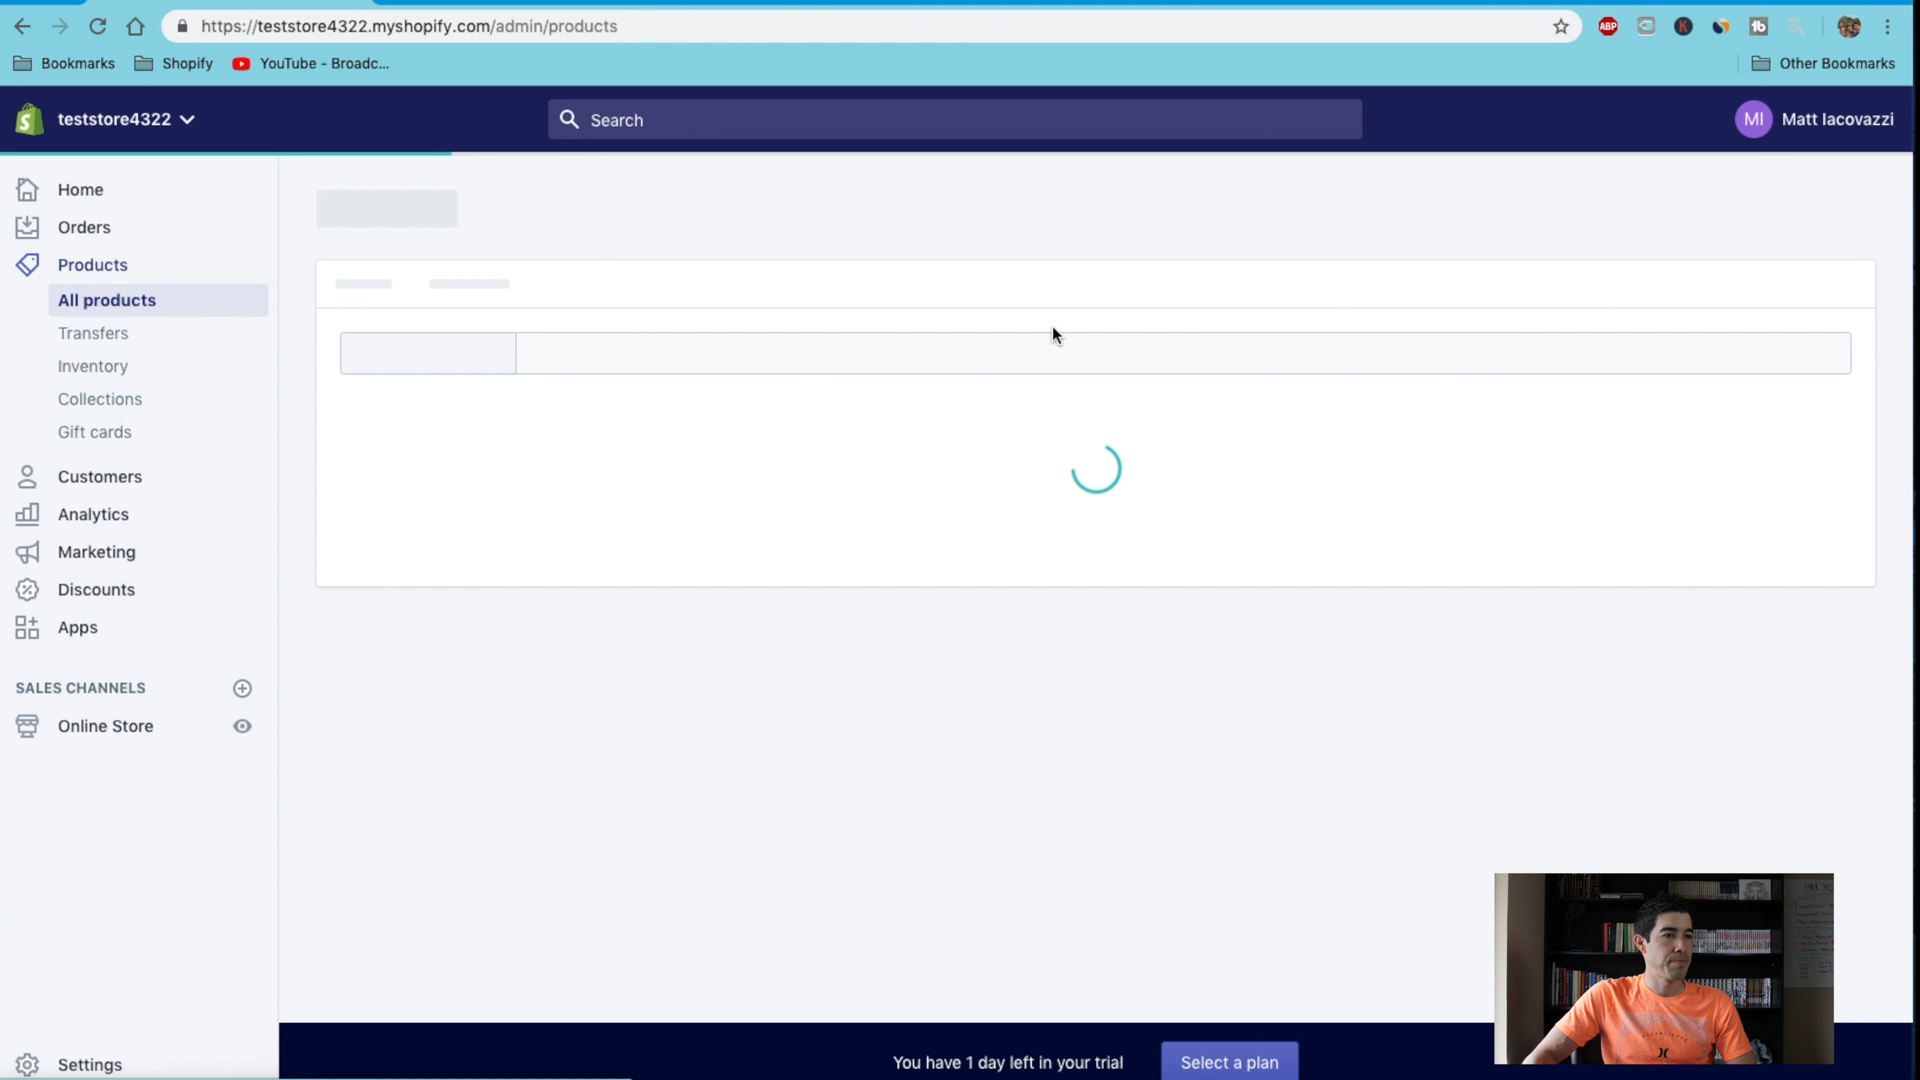 https://teststore4322.myshopify.com/admin/products
ABP
K
tb
Bookmarks
Shopify
YouTube - Broadc...
Other Bookmarks
teststore4322
Search
MI
Matt Iacovazzi
Home
Orders
Products
All products
Transfers
Inventory
Collections
Gift cards
Customers
Analytics
Marketing
Discounts
Apps
SALES CHANNELS
Online Store
Settings
You have 1 day left in your trial
Select a plan